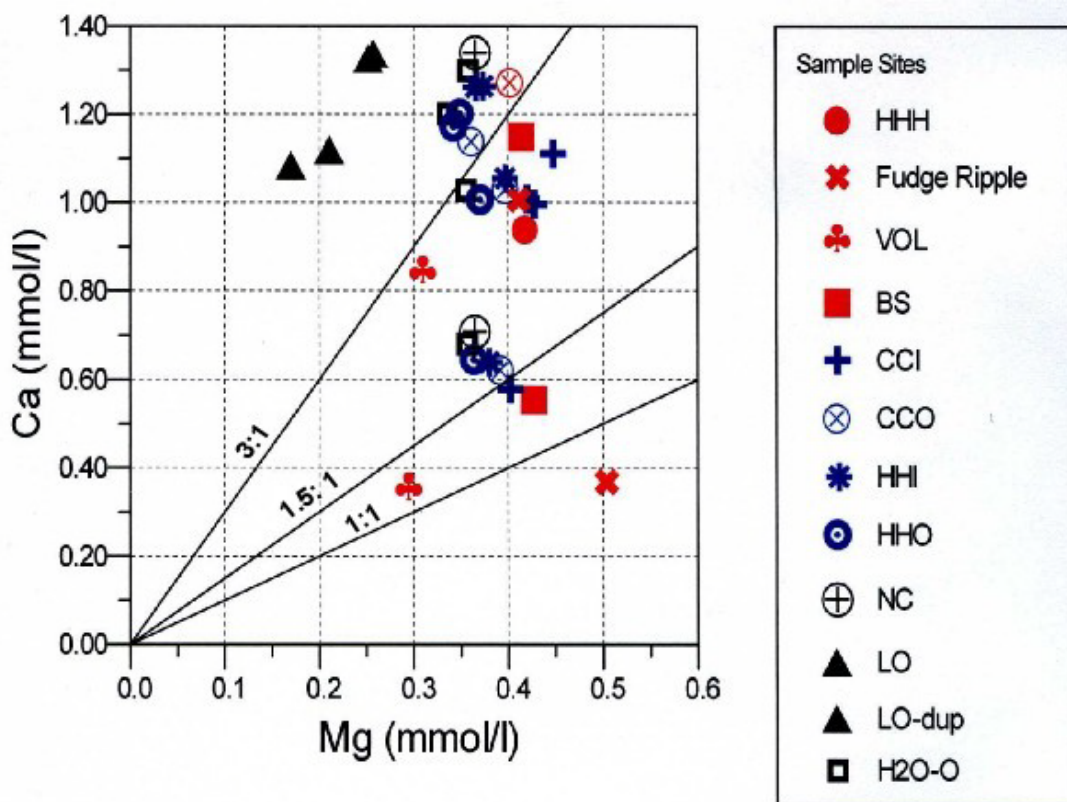 1.40
1.20
1.00
0.80
0.60
0.40
0.20
0.00
Ca (mmol/l)
3:1
1.5: 1
1:1
0.0 0.1 0.2 0.3 0.4 0.5 0.6
Mg (mmol/l)
Sample Sites
HHH
Fudge Ripple
VOL
BS
CCI
CCO
HHI
HHO
NC
LO
LO-dup
H2O-O